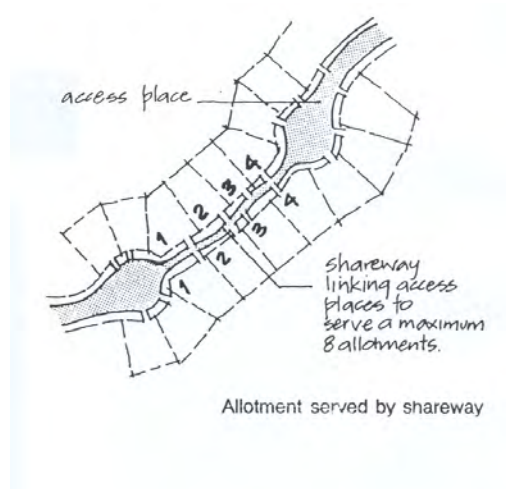 access place
4
3
2
1
4
3
2
1
shareway
linking access
places to
serve a maximum
8 allotments.
Allotment served by shareway